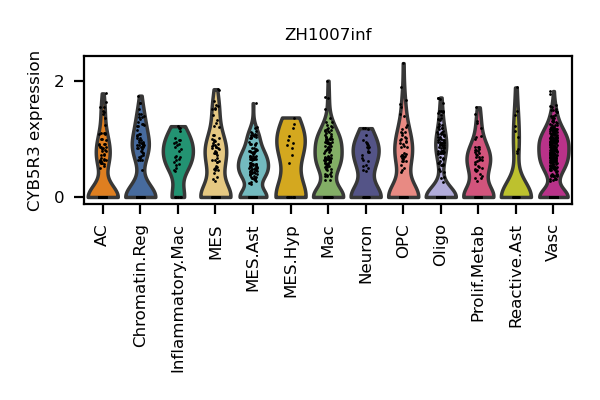 ZH1007inf
CYB5R3 expression
2
0
AC
Chromatin.Reg
Inflammatory.Mac
MES
MES.Ast
MES.Hyp
Mac
Neuron
OPC
Oligo
Prolif.Metab
Reactive.Ast
Vasc